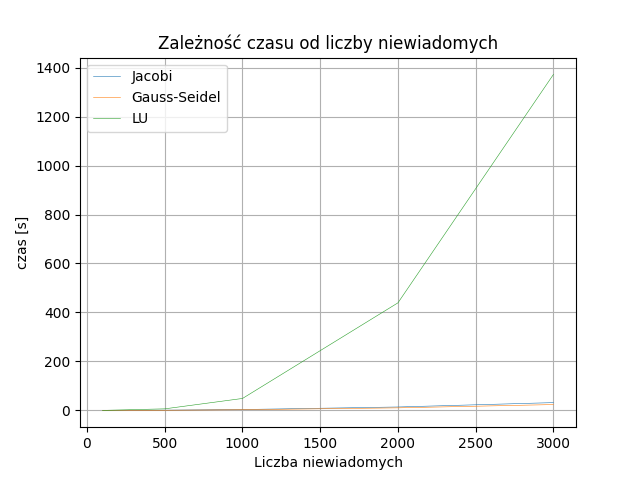 Zależność czasu od liczby niewiadomych
Jacobi
Gauss-Seidel
LU
1400
1200
1000
800
600
400
200
0
czas [s]
0 500 1000 1500 2000 2500 3000
Liczba niewiadomych